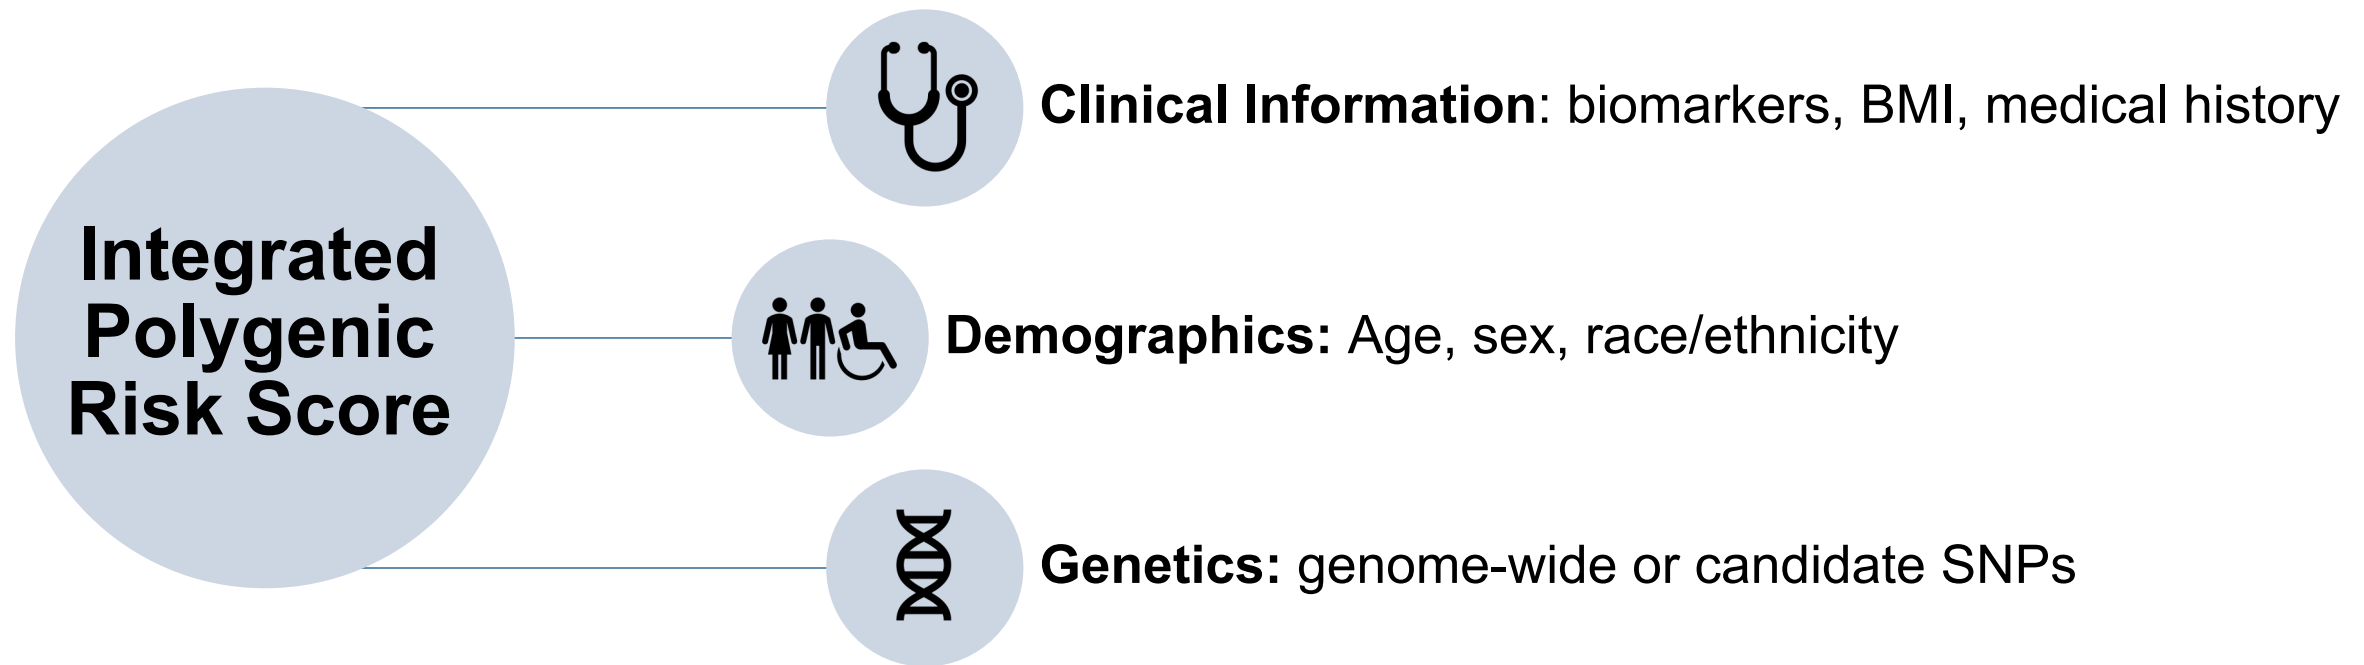 Integrated
Polygenic
Risk Score
Clinical Information: biomarkers, BMI, medical history
Demographics: Age, sex, race/ethnicity
Genetics: genome-wide or candidate SNPs